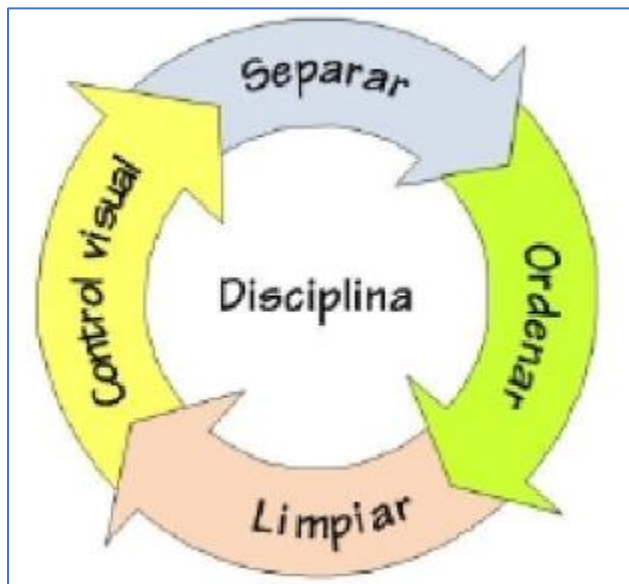 Separar
Ordenar
Limpiar
Control visual
Disciplina